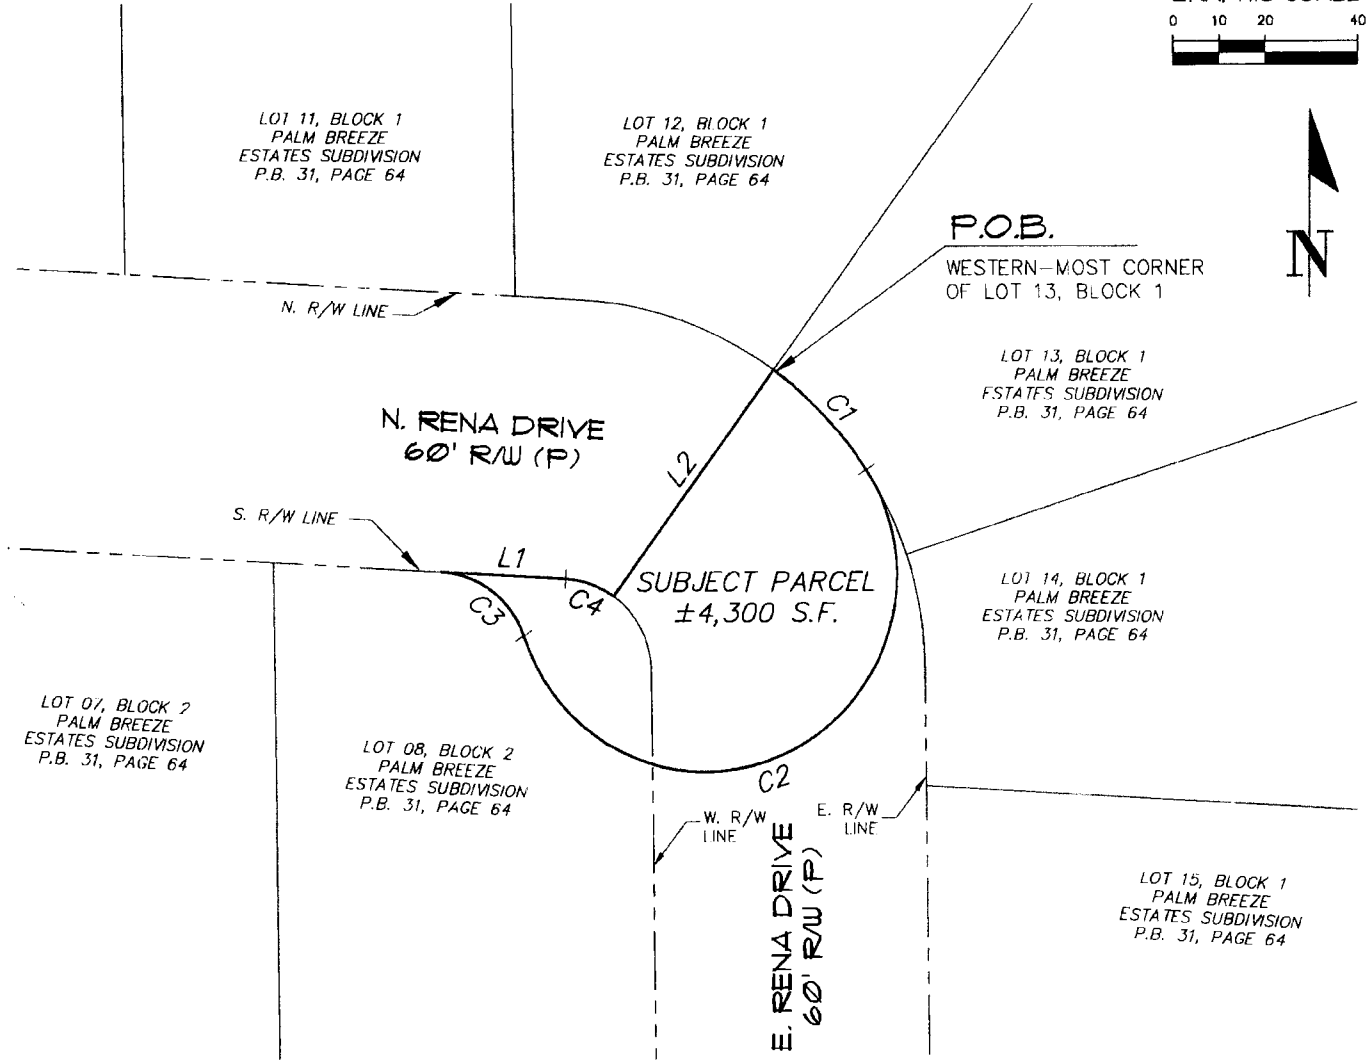 0 10 20 40
LOT 11, BLOCK 1
PALM BREEZE
ESTATES SUBDIVISION
P.B. 31, PAGE 64
LOT 12, BLOCK 1
PALM BREEZE
ESTATES SUBDIVISION
P.B. 31, PAGE 64
N
P.O.B.
WESTERN-MOST CORNER
OF LOT 13, BLOCK 1
N. R/W LINE
LOT 13, BLOCK 1
PALM BREEZE
ESTATES SUBDIVISION
P.B. 31, PAGE 64
C1
N. RENA DRIVE
60' R/W (P)
L2
S. R/W LINE
L1
C4
C3
SUBJECT PARCEL
±4,300 S.F.
LOT 14, BLOCK 1
PALM BREEZE
ESTATES SUBDIVISION
P.B. 31, PAGE 64
LOT 07, BLOCK 2
PALM BREEZE
ESTATES SUBDIVISION
P.B. 31, PAGE 64
LOT 08, BLOCK 2
PALM BREEZE
ESTATES SUBDIVISION
P.B. 31, PAGE 64
C2
W. R/W
LINE
E. R/W
LINE
E. RENA DRIVE
60' R/W (P)
LOT 15, BLOCK 1
PALM BREEZE
ESTATES SUBDIVISION
P.B. 31, PAGE 64